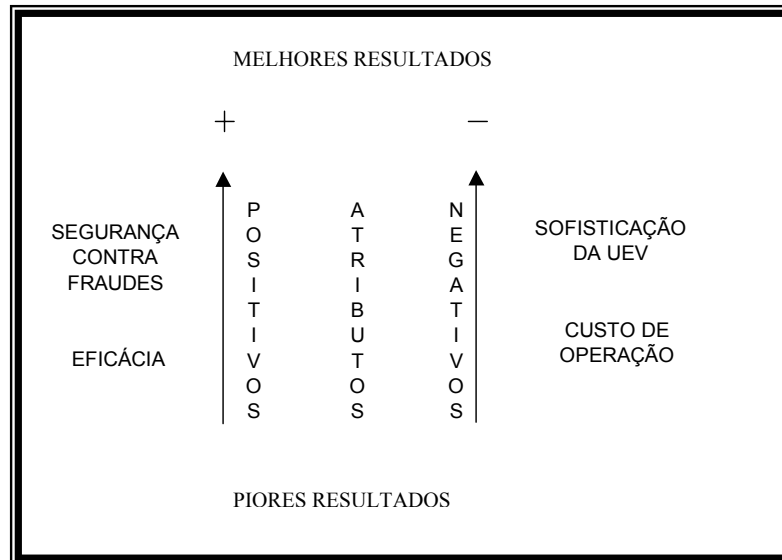 MELHORES RESULTADOS
+
−
SEGURANÇA
CONTRA
FRAUDES
EFICÁCIA
POSITIVOS
ATRIBUTOS
NEGATIVOS
SOFISTICAÇÃO
DA UEV
CUSTO DE
OPERAÇÃO
PIORES RESULTADOS